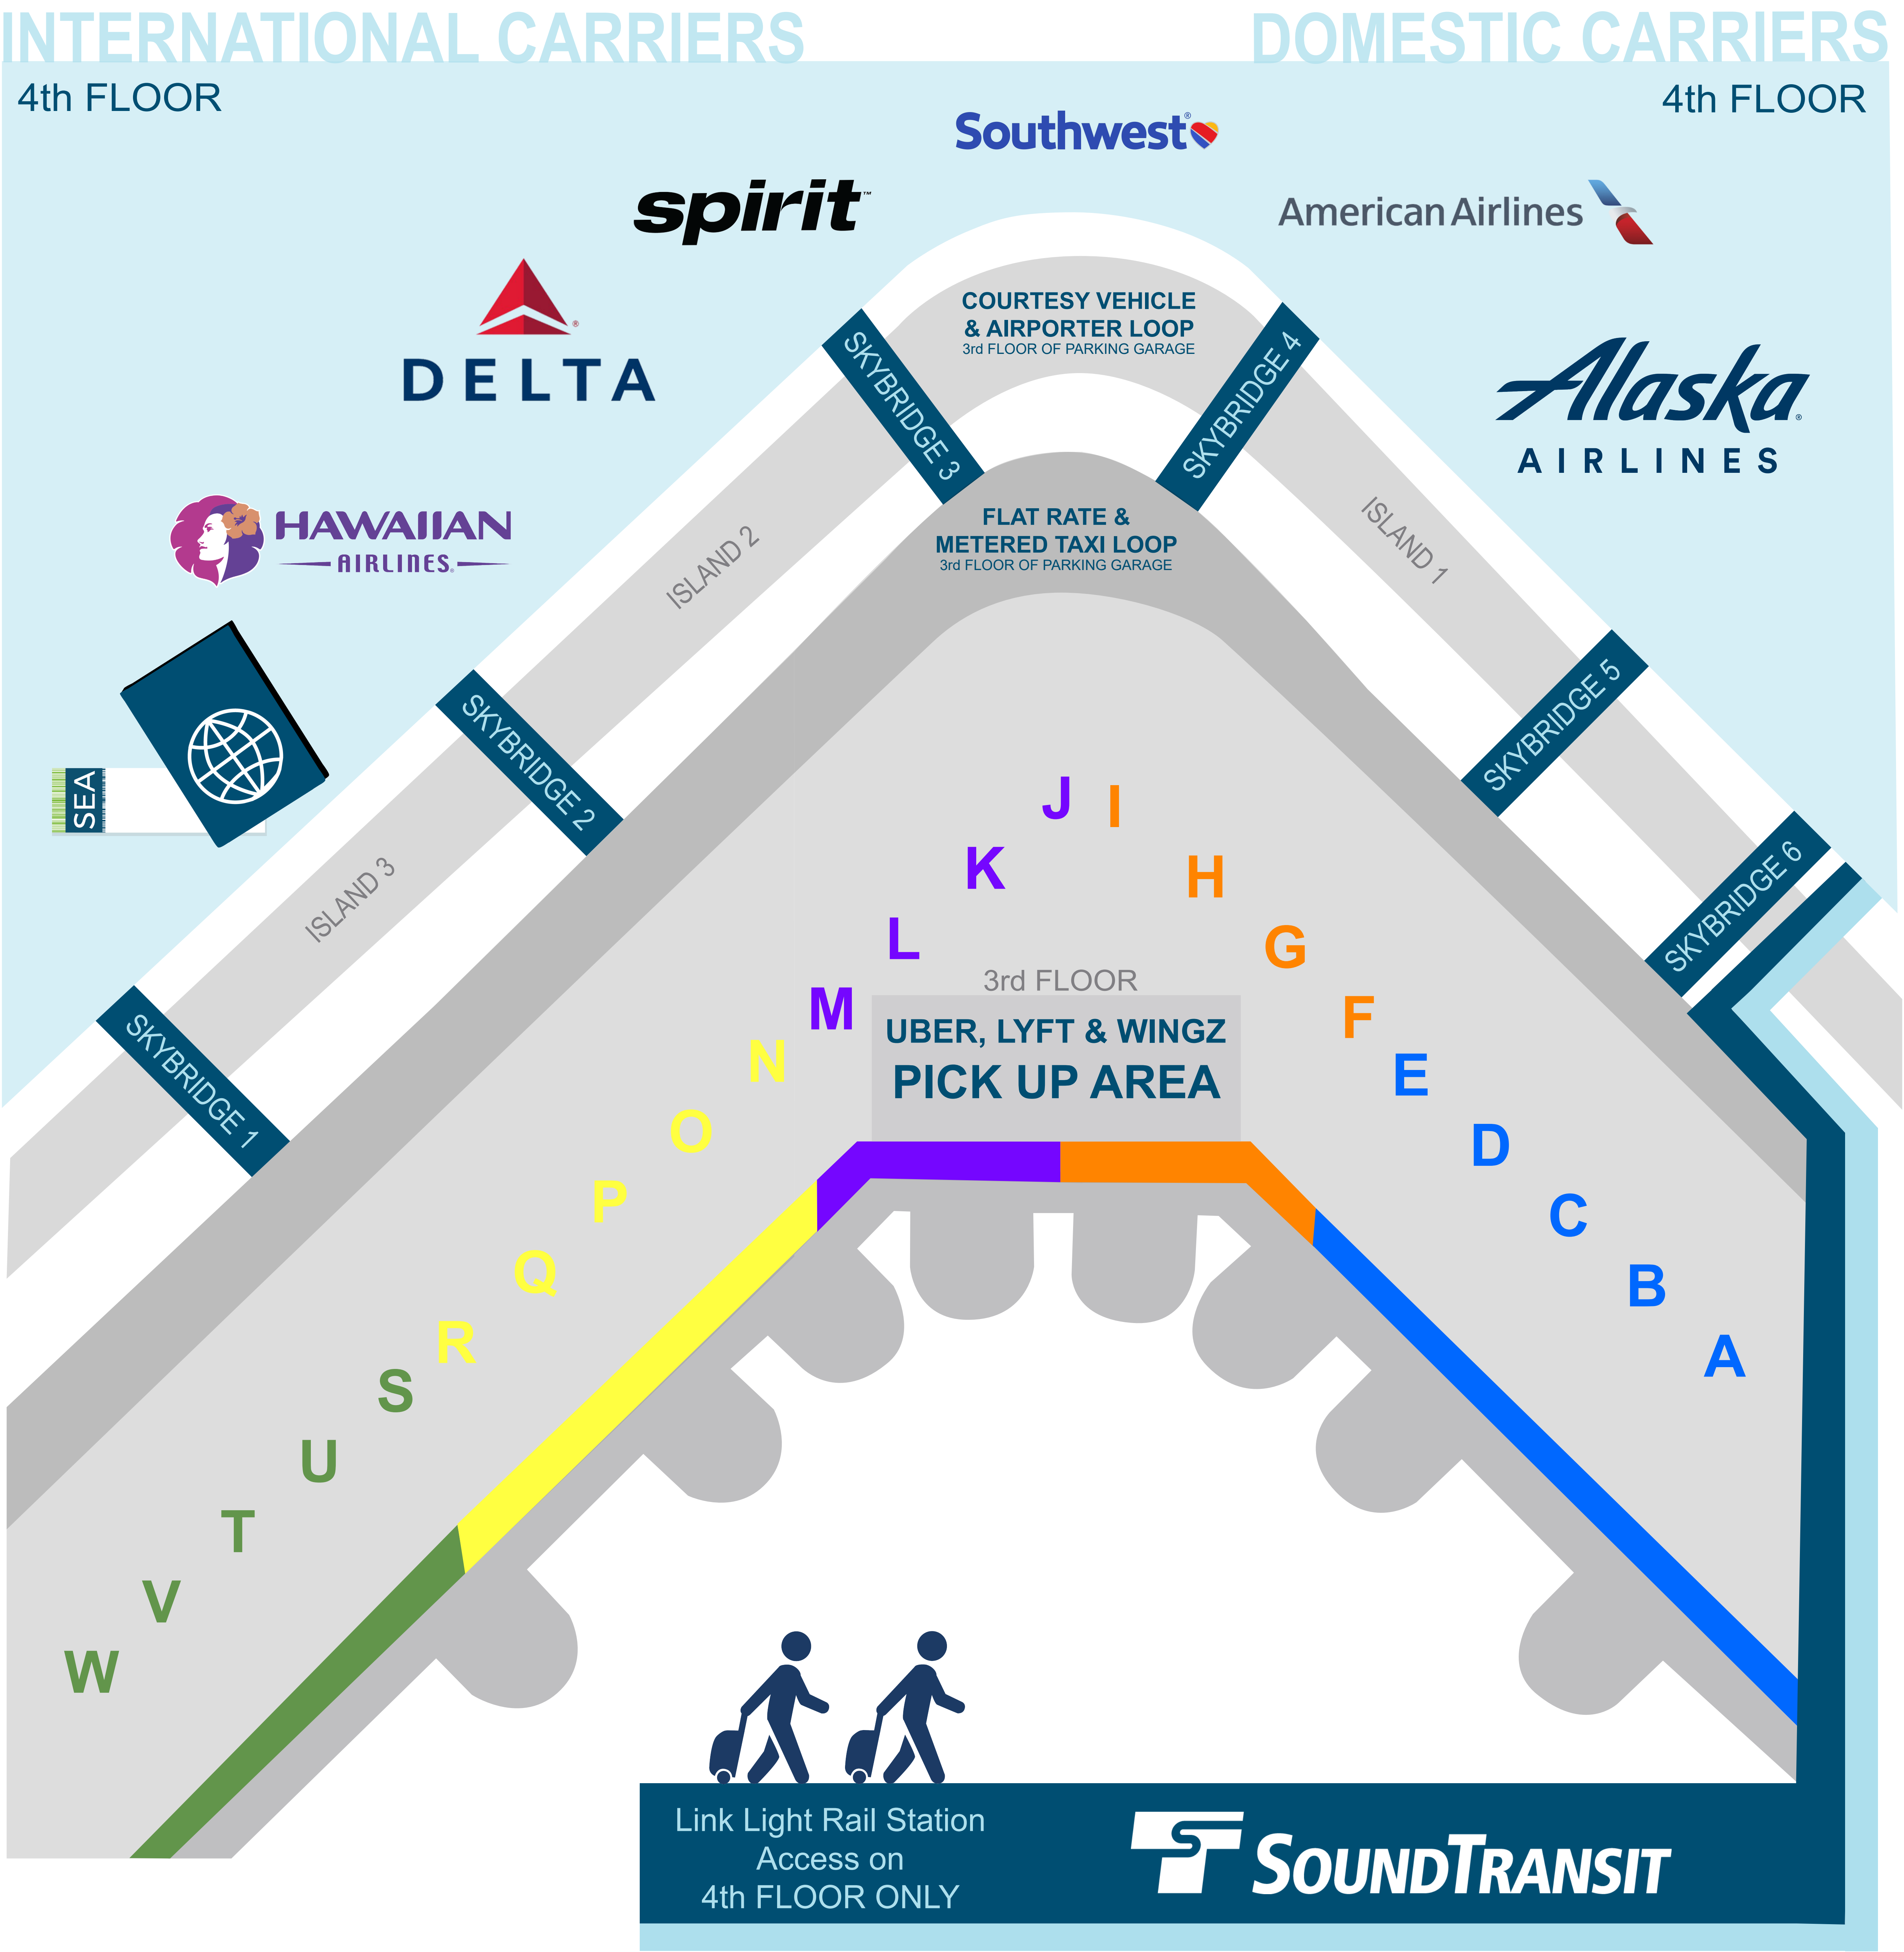 INTERNATIONAL CARRIERS
DOMESTIC CARRIERS
4th FLOOR
4th FLOOR
Southwest®
spirit™
American Airlines
DELTA®
Alaska®
AIRLINES
HAWAIIAN
AIRLINES®
SEA
COURTESY VEHICLE
& AIRPORTER LOOP
3rd FLOOR OF PARKING GARAGE
SKYBRIDGE 3
SKYBRIDGE 4
FLAT RATE &
METERED TAXI LOOP
3rd FLOOR OF PARKING GARAGE
ISLAND 2
ISLAND 1
SKYBRIDGE 2
SKYBRIDGE 5
ISLAND 3
SKYBRIDGE 6
SKYBRIDGE 1
J
I
K
H
L
G
3rd FLOOR
M
F
UBER, LYFT & WINGZ
PICK UP AREA
N
E
O
D
P
C
Q
B
R
A
S
U
T
V
W
Link Light Rail Station
Access on
4th FLOOR ONLY
SOUNDTRANSIT